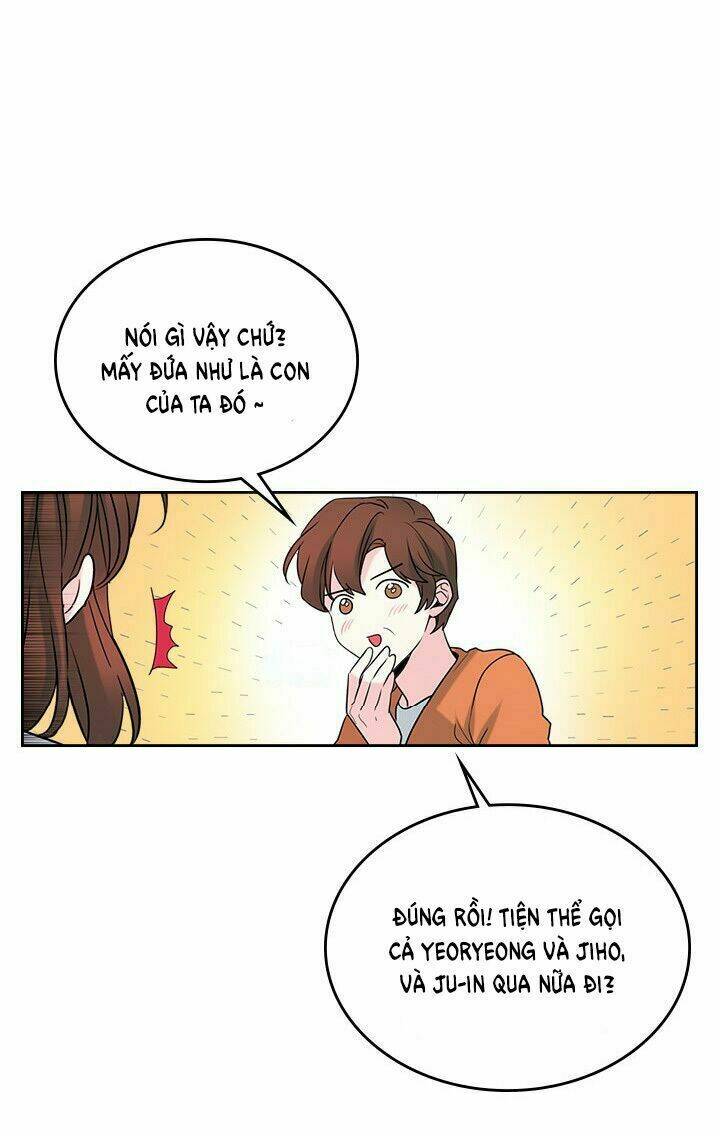 NÓI GÌ VẬY CHỨ?
MẤY ĐỨA NHƯ LÀ CON
CỦA TA ĐÓ ~
ĐÚNG RỒI! TIỆN THỂ GỌI
CẢ YEORYEONG VÀ JIHO,
VÀ JU-IN QUA NỮA ĐI?